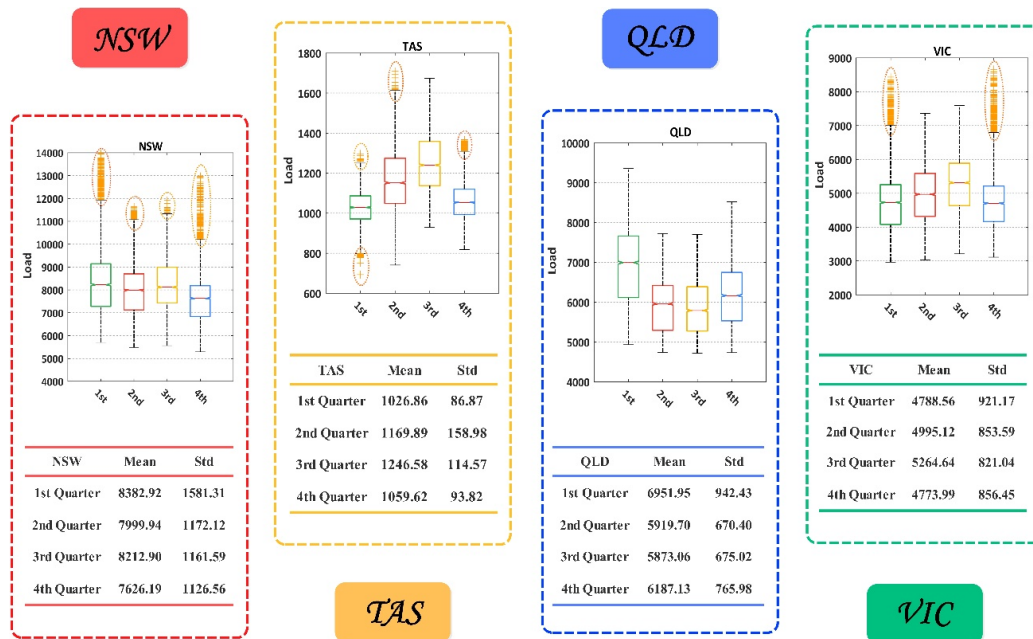 NSW
NSW
Load
14000
13000
12000
11000
10000
9000
8000
7000
6000
5000
4000
1st
2nd
3rd
4th
NSW Mean Std
1st Quarter 8382.92 1581.31
2nd Quarter 7999.94 1172.12
3rd Quarter 8212.90 1161.59
4th Quarter 7626.19 1126.56
TAS
Load
1800
1600
1400
1200
1000
800
600
1st
2nd
3rd
4th
TAS Mean Std
1st Quarter 1026.86 86.87
2nd Quarter 1169.89 158.98
3rd Quarter 1246.58 114.57
4th Quarter 1059.62 93.82
TAS
QLD
QLD
Load
10000
9000
8000
7000
6000
5000
4000
1st
2nd
3rd
4th
QLD Mean Std
1st Quarter 6951.95 942.43
2nd Quarter 5919.70 670.40
3rd Quarter 5873.06 675.02
4th Quarter 6187.13 765.98
VIC
Load
9000
8000
7000
6000
5000
4000
3000
2000
1st
2nd
3rd
4th
VIC Mean Std
1st Quarter 4788.56 921.17
2nd Quarter 4995.12 853.59
3rd Quarter 5264.64 821.04
4th Quarter 4773.99 856.45
VIC